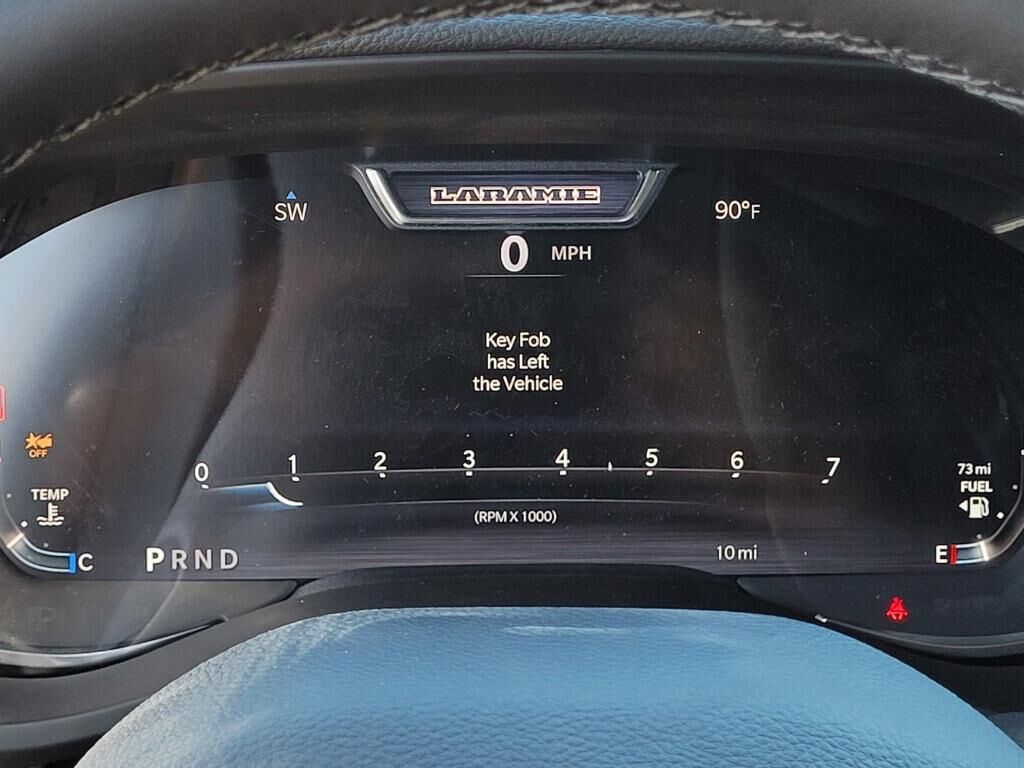 LARAMIE
SW
90°F
0 MPH
Key Fob
has Left
the Vehicle
0 1 2 3 4 5 6 7
OFF
TEMP
73 mi
FUEL
(RPM X 1000)
C
PRND
10 mi
E